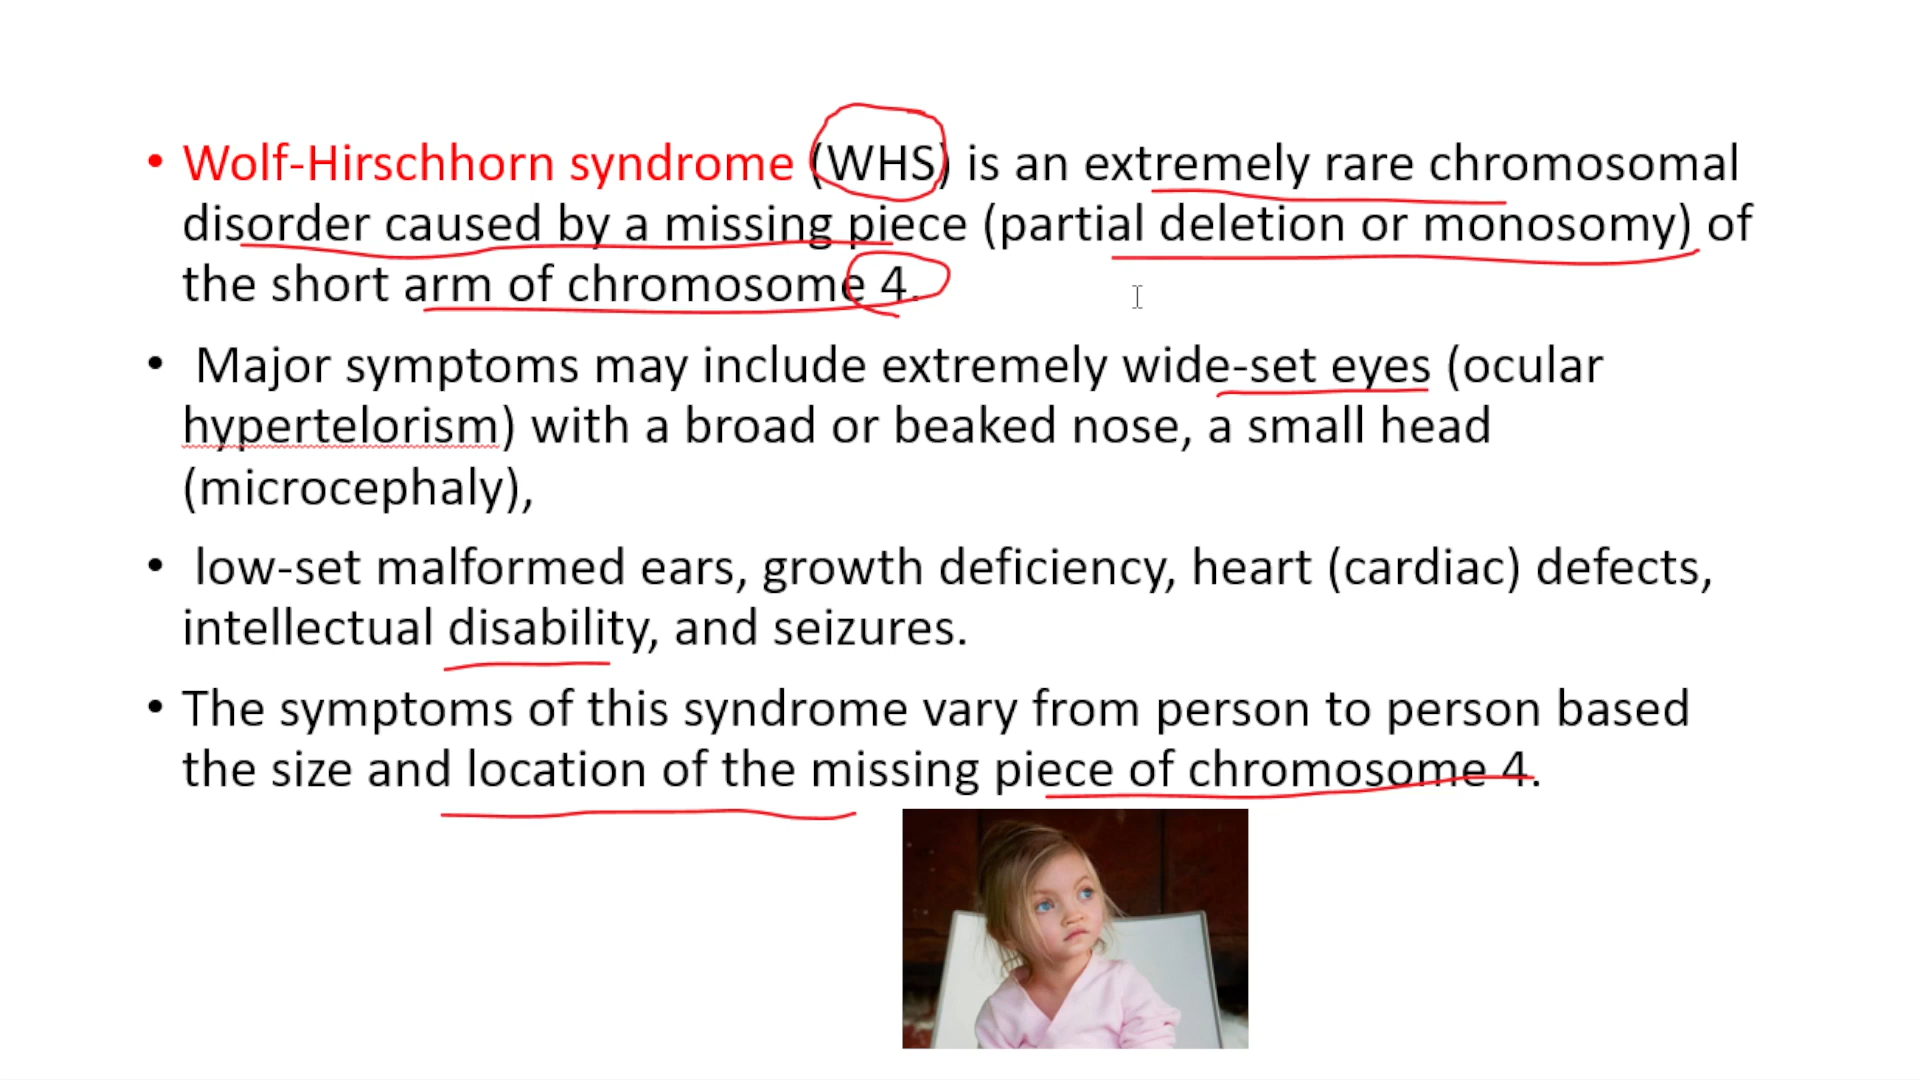 • Wolf-Hirschhorn syndrome (WHS) is an extremely rare chromosomal
disorder caused by a missing piece (partial deletion or monosomy) of
the short arm of chromosome 4.
• Major symptoms may include extremely wide-set eyes (ocular
hypertelorism) with a broad or beaked nose, a small head
(microcephaly),
• low-set malformed ears, growth deficiency, heart (cardiac) defects,
intellectual disability, and seizures.
• The symptoms of this syndrome vary from person to person based
the size and location of the missing piece of chromosome 4.